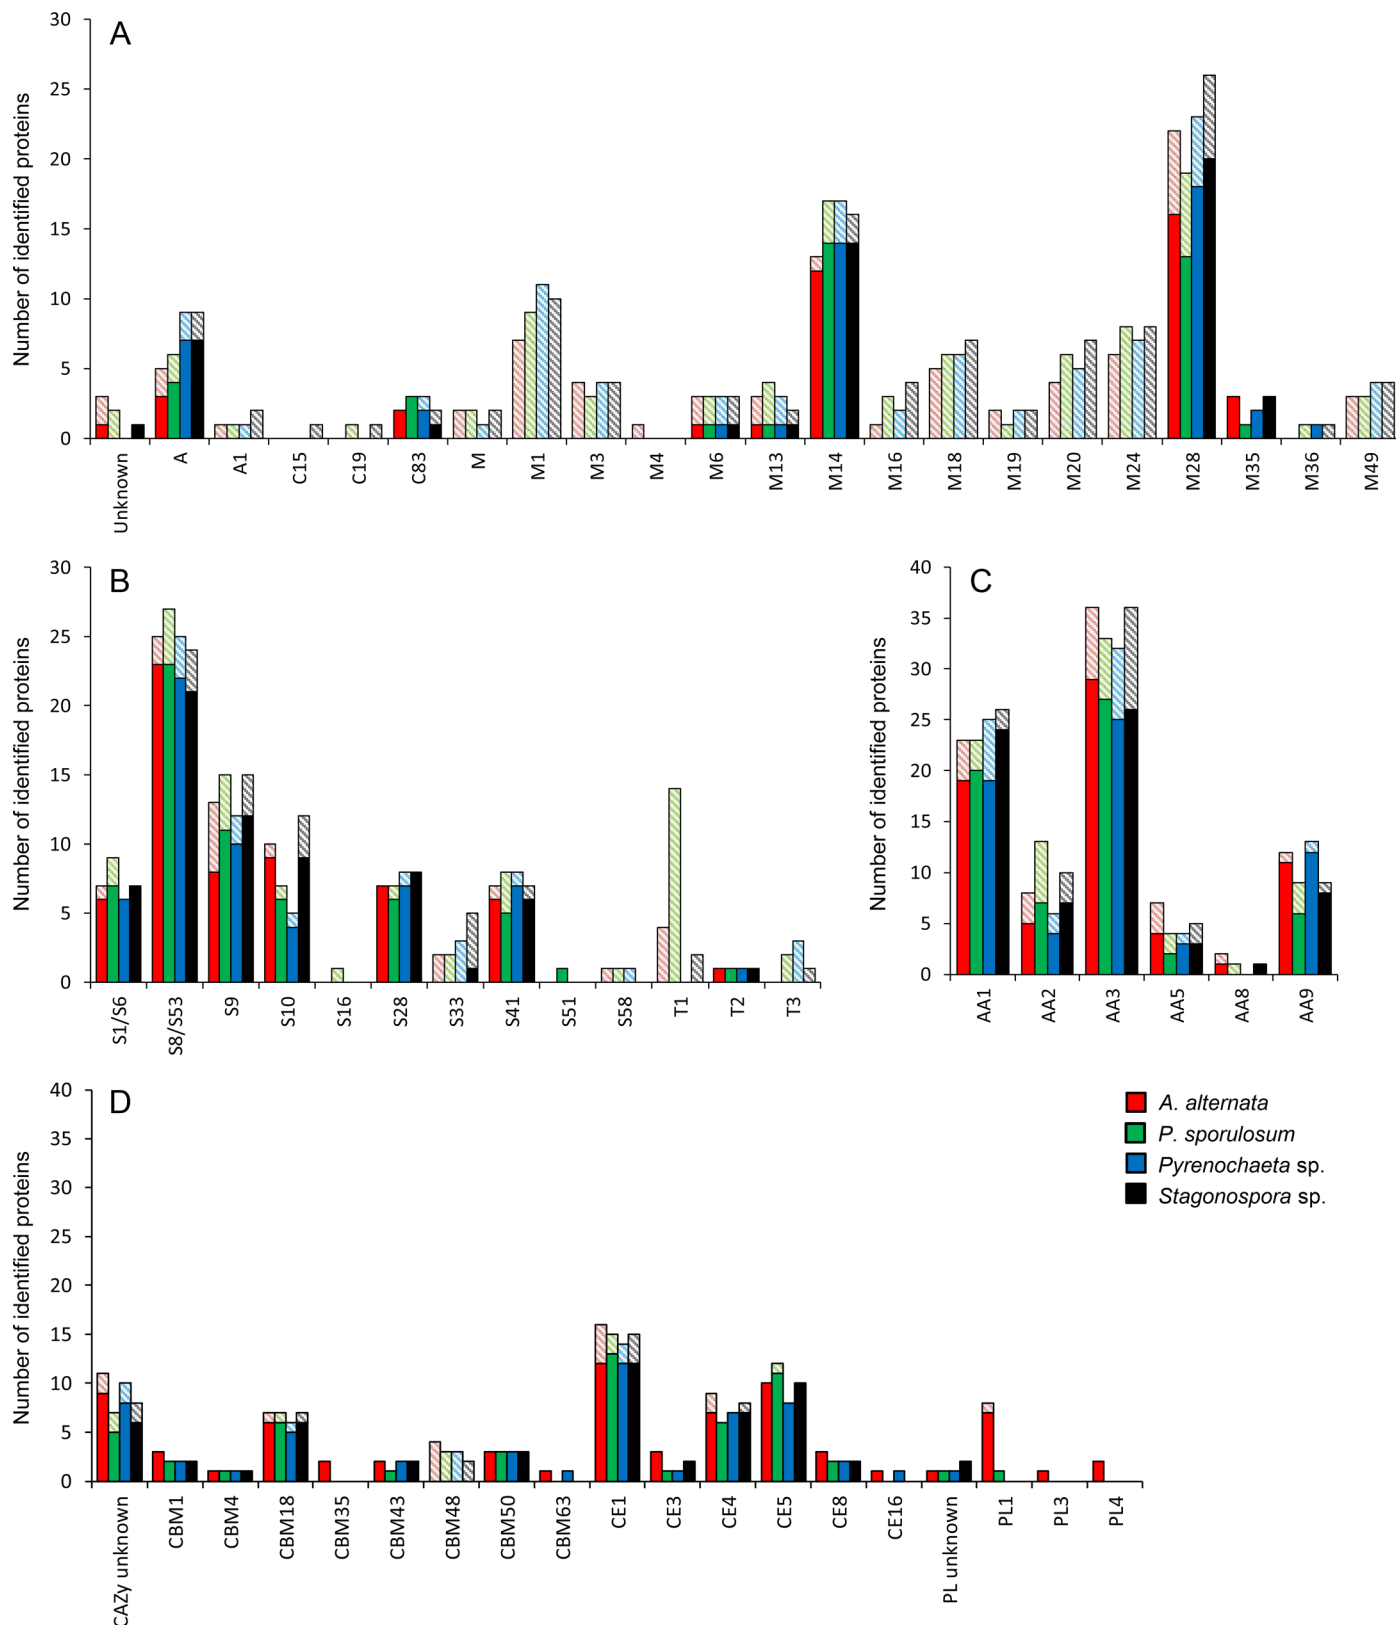 A
Number of identified proteins
30
25
20
15
10
5
0
Unknown
A
A1
C15
C19
C83
M
M1
M3
M4
M6
M13
M14
M16
M18
M19
M20
M24
M28
M35
M36
M49
B
Number of identified proteins
30
25
20
15
10
5
0
S1/S6
S8/S53
S9
S10
S16
S28
S33
S41
S51
S58
T1
T2
T3
C
Number of identified proteins
40
35
30
25
20
15
10
5
0
AA1
AA2
AA3
AA5
AA8
AA9
D
Number of identified proteins
40
35
30
25
20
15
10
5
0
CAZy unknown
CBM1
CBM4
CBM18
CBM35
CBM43
CBM48
CBM50
CBM63
CE1
CE3
CE4
CE5
CE8
CE16
PL unknown
PL1
PL3
PL4
A. alternata
P. sporulosum
Pyrenochaeta sp.
Stagonospora sp.